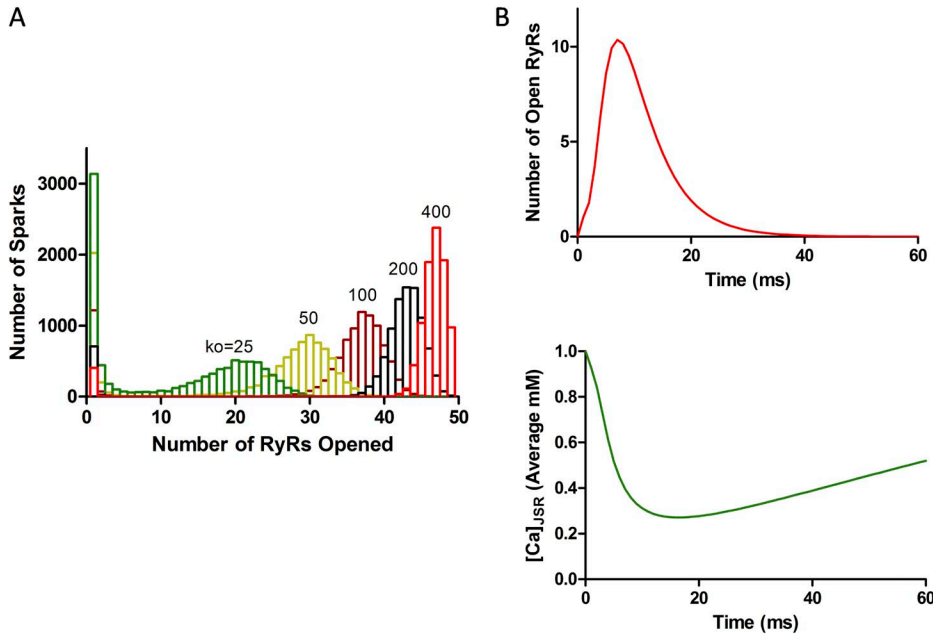 A
Number of Sparks
3000
2000
1000
0
ko=25
50
100
200
400
0 10 20 30 40 50
Number of RyRs Opened
B
Number of Open RyRs
10
5
0
0 20 40 60
Time (ms)
[Ca]JSR (Average mM)
1.0
0.8
0.6
0.4
0.2
0.0
0 20 40 60
Time (ms)